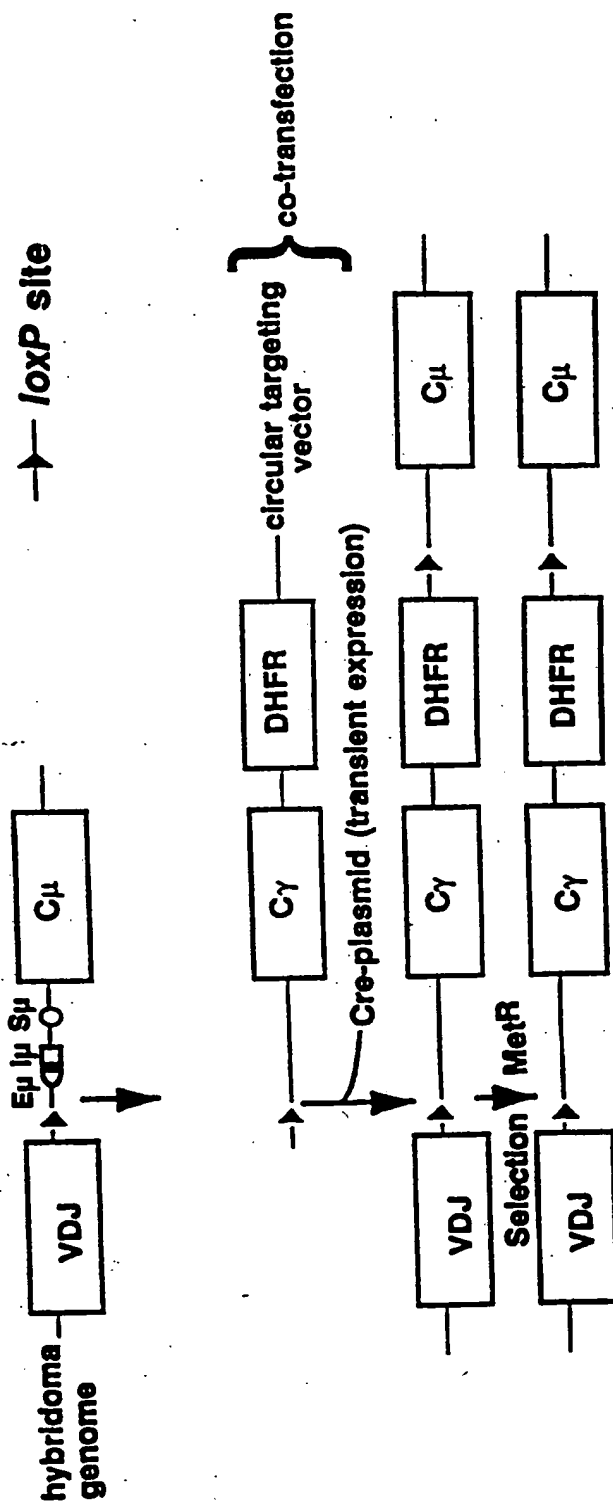 loxP site
Eμ Iμ Sμ
hybridoma
genome
VDJ
Cμ
Cγ
DHFR
circular targeting
vector
co-transfection
Cre-plasmid (transient expression)
VDJ
Cγ
DHFR
Cμ
Selection MetR
VDJ
Cγ
DHFR
Cμ